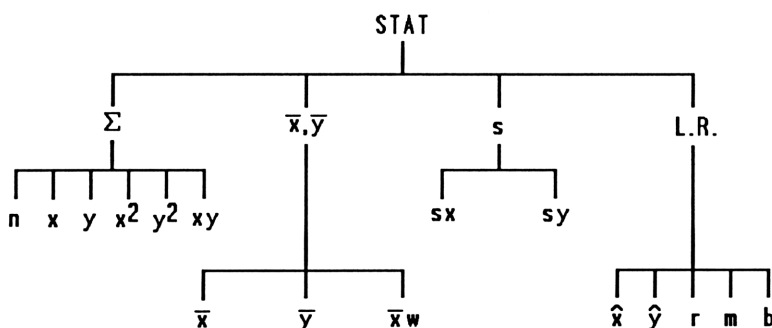 STAT
Σ x̄,ȳ s L.R.
n x y x² y² xy sx sy
x̄ ȳ x̄w x̂ ŷ r m b